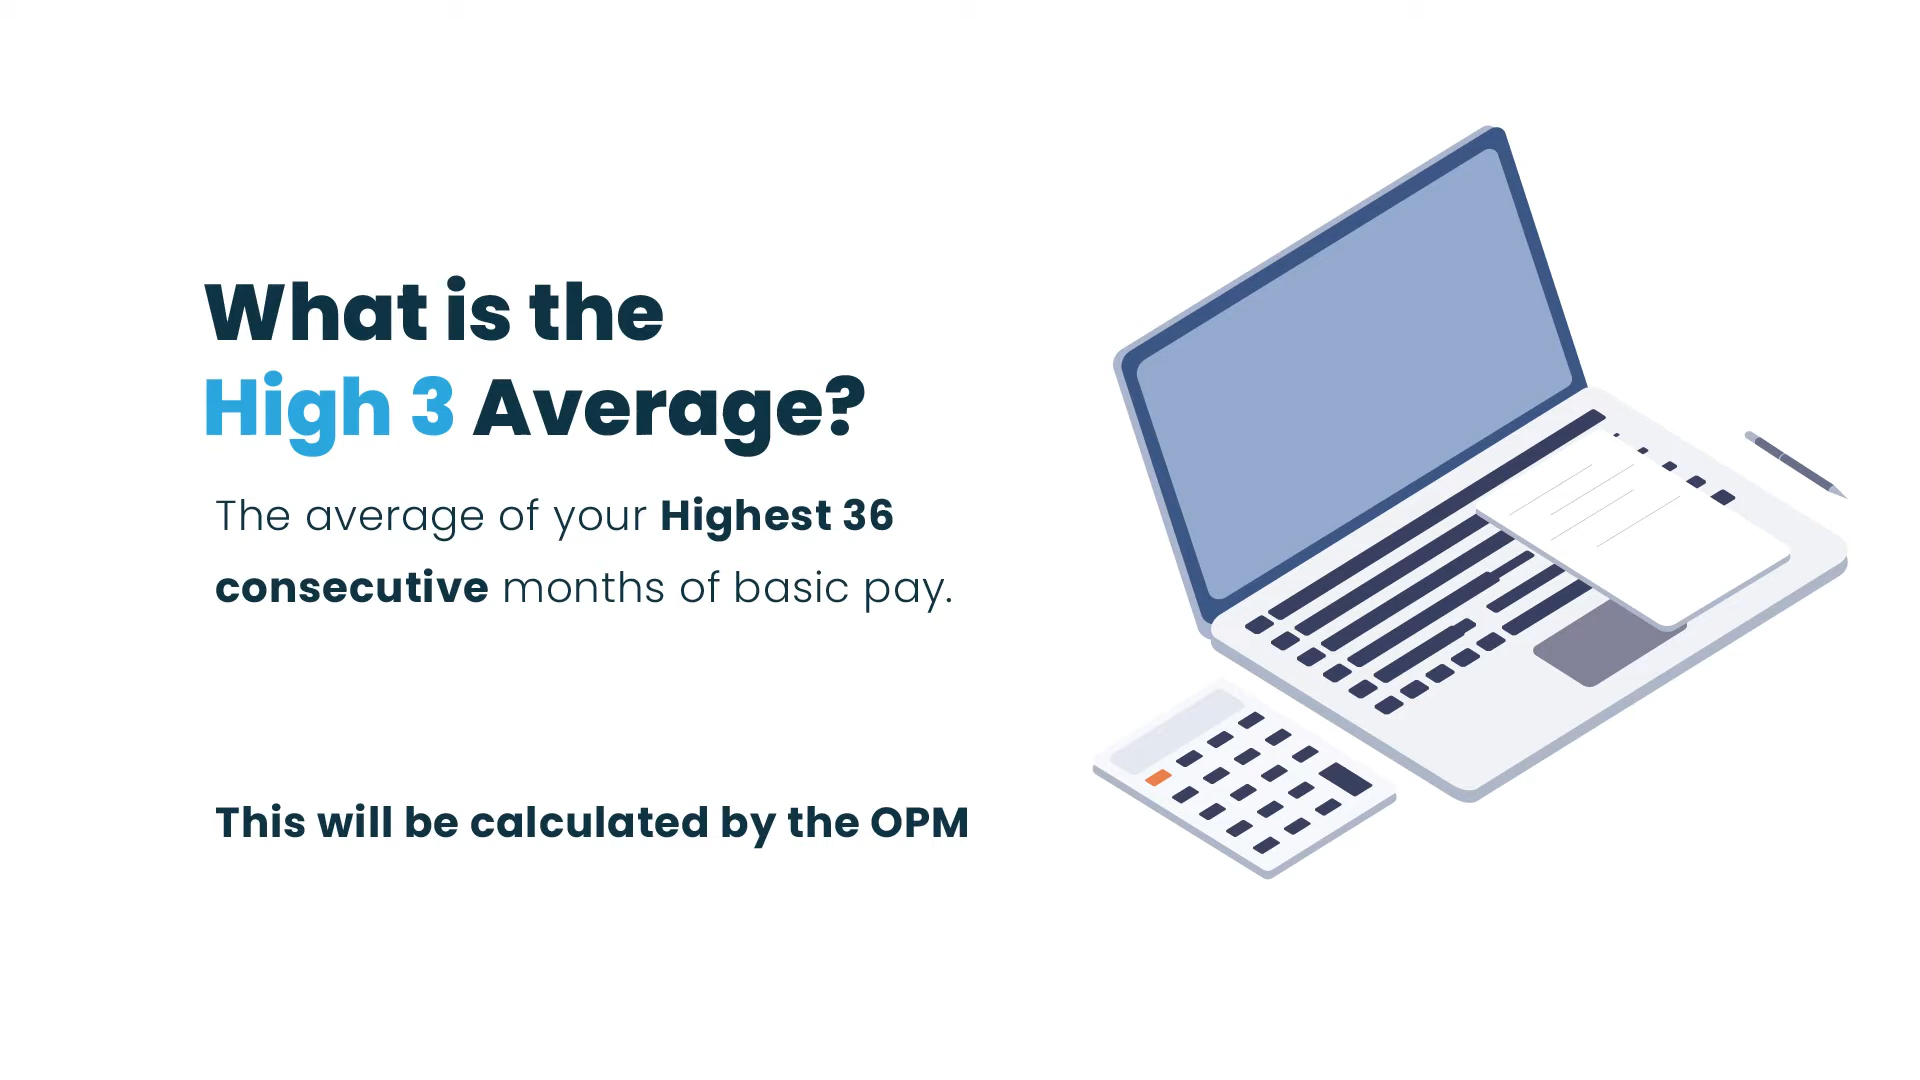 What is the
High 3 Average?
The average of your Highest 36
consecutive months of basic pay.
This will be calculated by the OPM